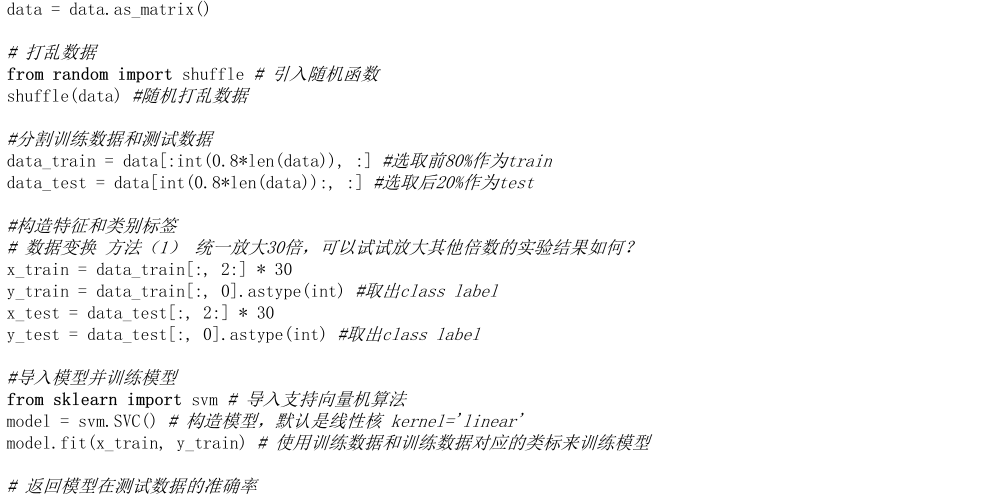 data = data.as_matrix()
# 打乱数据
from random import shuffle # 引入随机函数
shuffle(data) #随机打乱数据
#分割训练数据和测试数据
data_train = data[:int(0.8*len(data)), :] #选取前80%作为train
data_test = data[int(0.8*len(data)):, :] #选取后20%作为test
#构造特征和类别标签
# 数据变换 方法（1） 统一放大30倍，可以试试放大其他倍数的实验结果如何？
x_train = data_train[:, 2:] * 30
y_train = data_train[:, 0].astype(int) #取出class label
x_test = data_test[:, 2:] * 30
y_test = data_test[:, 0].astype(int) #取出class label
#导入模型并训练模型
from sklearn import svm # 导入支持向量机算法
model = svm.SVC() # 构造模型，默认是线性核 kernel='linear'
model.fit(x_train, y_train) # 使用训练数据和训练数据对应的类标来训练模型
# 返回模型在测试数据的准确率